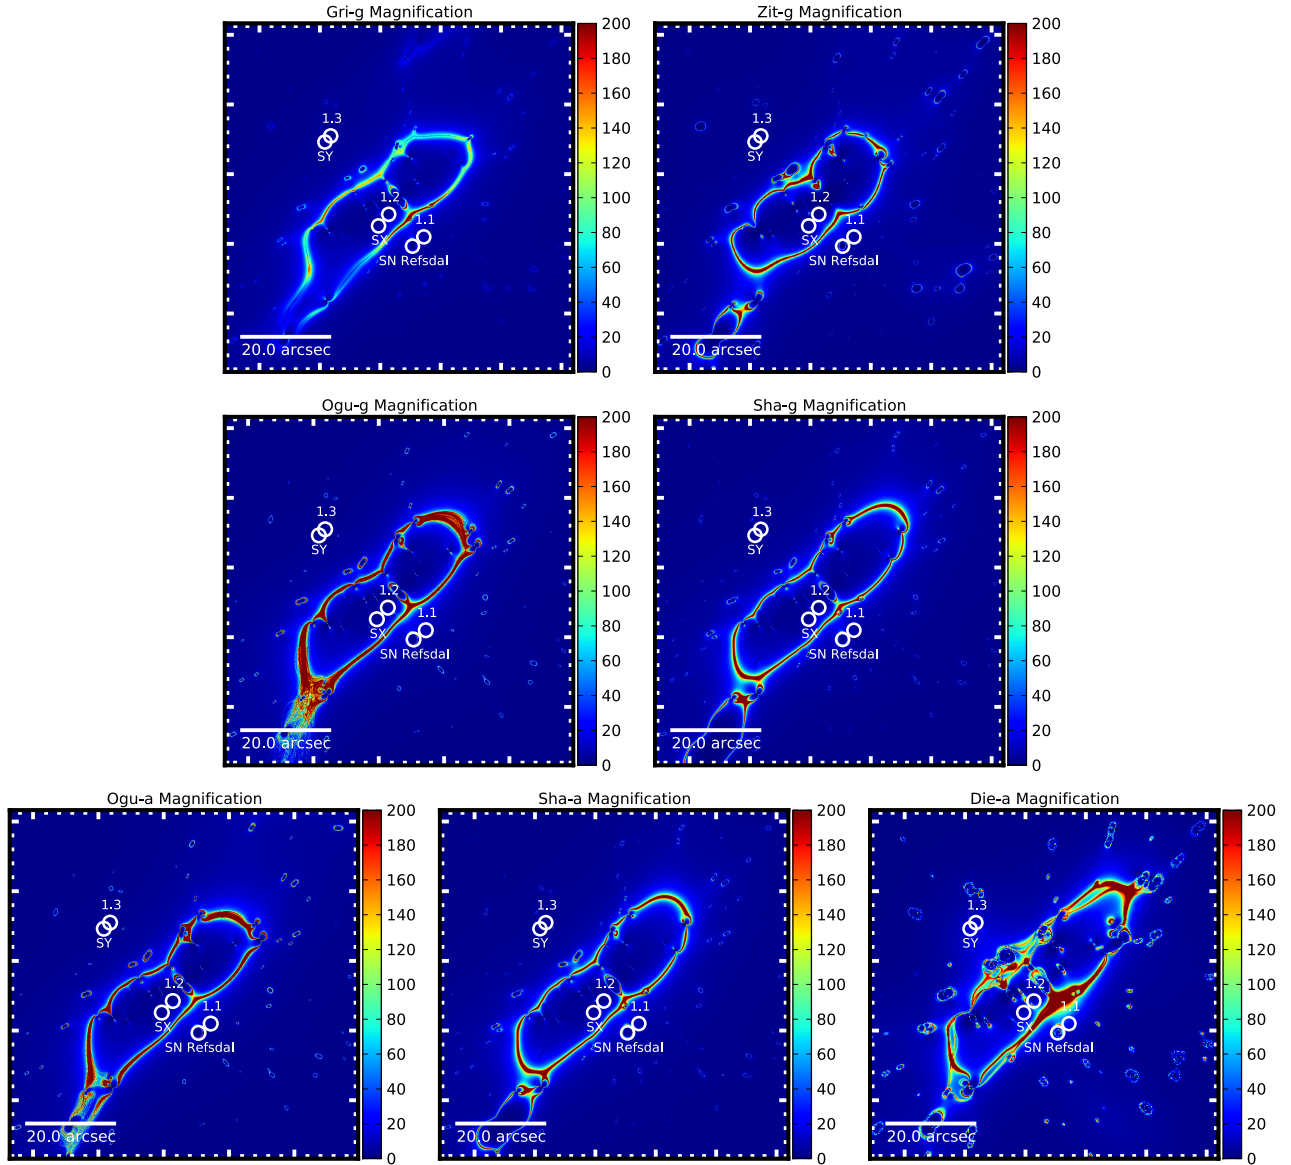 Gri-g Magnification
1.3
SY
1.2
SX
1.1
SN Refsdal
20.0 arcsec
200
180
160
140
120
100
80
60
40
20
0
Zit-g Magnification
1.3
SY
1.2
SX
1.1
SN Refsdal
20.0 arcsec
200
180
160
140
120
100
80
60
40
20
0
Ogu-g Magnification
1.3
SY
1.2
SX
1.1
SN Refsdal
20.0 arcsec
200
180
160
140
120
100
80
60
40
20
0
Sha-g Magnification
1.3
SY
1.2
SX
1.1
SN Refsdal
20.0 arcsec
200
180
160
140
120
100
80
60
40
20
0
Ogu-a Magnification
1.3
SY
1.2
SX
1.1
SN Refsdal
20.0 arcsec
200
180
160
140
120
100
80
60
40
20
0
Sha-a Magnification
1.3
SY
1.2
SX
1.1
SN Refsdal
20.0 arcsec
200
180
160
140
120
100
80
60
40
20
0
Die-a Magnification
1.3
SY
1.2
SX
1.1
SN Refsdal
20.0 arcsec
200
180
160
140
120
100
80
60
40
20
0